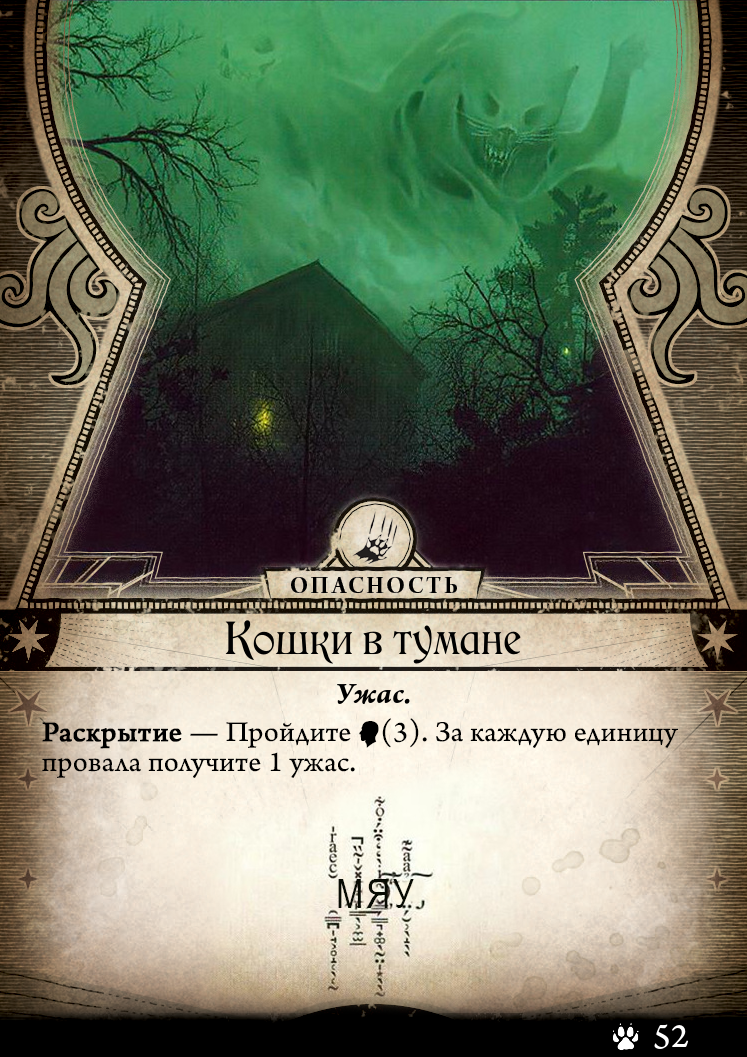 ОПАСНОСТЬ
Кошки в тумане
Ужас.
Раскрытие — Пройдите (3). За каждую единицу
провала получите 1 ужас.
МЯУ
52